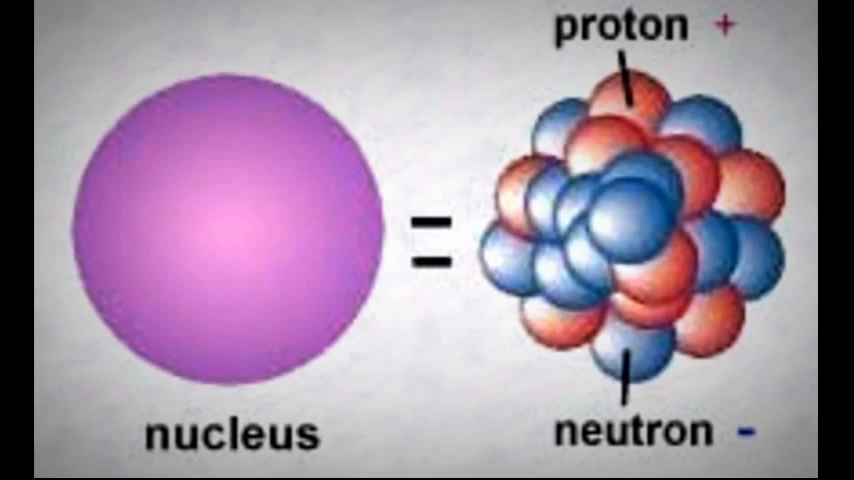 proton +
=
nucleus
neutron -